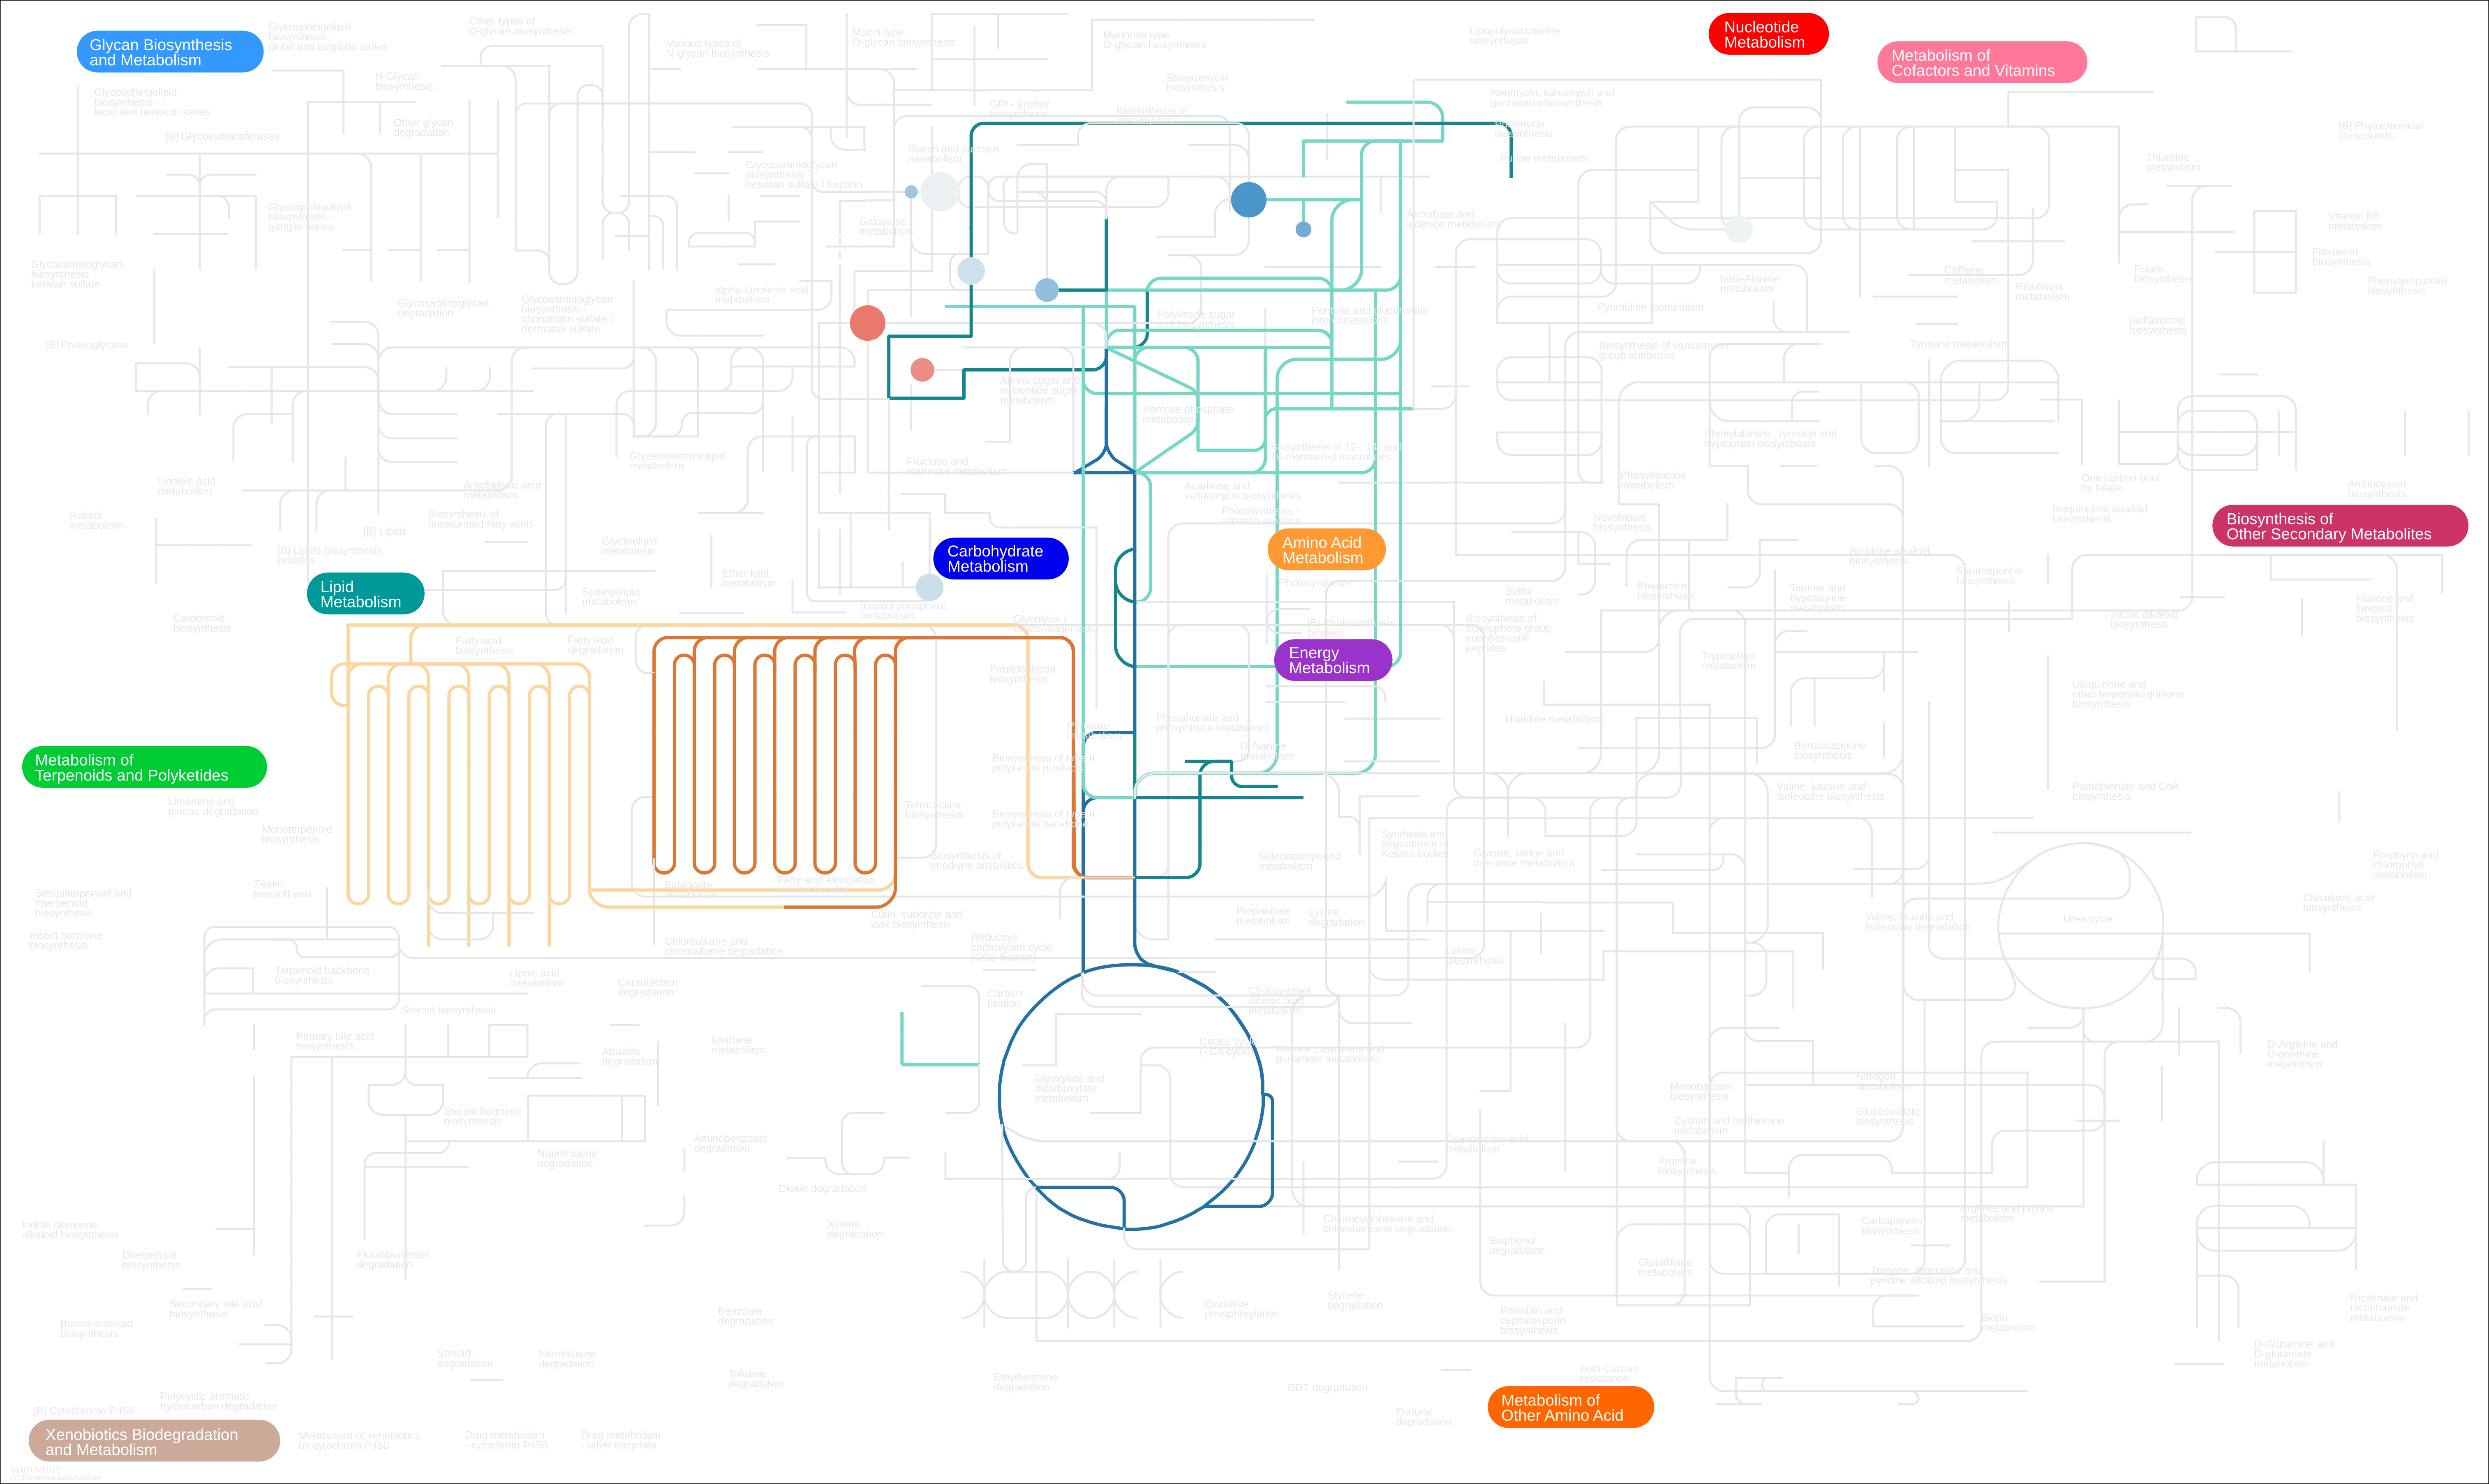 Glycan Biosynthesis
and Metabolism
Glycosphingolipid
biosynthesis -
globo and isoglobo series
Other types of
O-glycan biosynthesis
Various types of
N-glycan biosynthesis
Mucin type
O-glycan biosynthesis
Mannose type
O-glycan biosynthesis
Lipopolysaccharide
biosynthesis
Nucleotide
Metabolism
Metabolism of
Cofactors and Vitamins
N-Glycan
biosynthesis
Streptomycin
biosynthesis
Glycosphingolipid
biosynthesis -
lacto and neolacto series
Other glycan
degradation
[B] Glycosyltransferases
GPI - anchor
biosynthesis
Biosynthesis of
Neomycin, kanamycin and
gentamicin biosynthesis
Puromycin
biosynthesis
Purine metabolism
[B] Phytochemical
compounds
Starch and sucrose
metabolism
Glycosaminoglycan
biosynthesis -
heparan sulfate / heparin
Thiamine
metabolism
Glycosphingolipid
biosynthesis -
ganglio series
Galactose
metabolism
Ascorbate and
aldarate metabolism
Vitamin B6
metabolism
Flavonoid
biosynthesis
Glycosaminoglycan
biosynthesis -
keratan sulfate
Glycosaminoglycan
degradation
Glycosaminoglycan
biosynthesis -
chondroitin sulfate /
dermatan sulfate
alpha-Linolenic acid
metabolism
beta-Alanine
metabolism
Caffeine
metabolism
Riboflavin
metabolism
Folate
biosynthesis
Phenylpropanoid
biosynthesis
Polyketide sugar
unit biosynthesis
Pentose and glucuronate
interconversions
Pyrimidine metabolism
Isoflavonoid
biosynthesis
[B] Proteoglycans
Biosynthesis of vancomycin
group antibiotics
Tyrosine metabolism
Amino sugar and
nucleotide sugar
metabolism
Pentose phosphate
metabolism
Biosynthesis of 12-, 14- and
16-membered macrolides
Phenylalanine , tyrosine and
tryptophan biosynthesis
Glycerophospholipid
metabolism
Fructose and
mannose metabolism
Linoleic acid
metabolism
Arachidonic acid
metabolism
Acarbose and
validamycin biosynthesis
Phenylalanine
metabolism
One carbon pool
by folate
Anthocyanin
biosynthesis
Retinol
metabolism
[B] Lipids
Biosynthesis of
unsaturated fatty acids
Photosynthesis -
antenna proteins
Novobiocin
biosynthesis
Isoquinoline alkaloid
biosynthesis
Biosynthesis of
Other Secondary Metabolites
[B] Lipids biosynthesis
proteins
Glycerolipid
metabolism
Carbohydrate
Metabolism
Amino Acid
Metabolism
Acridone alkaloid
biosynthesis
Lipid
Metabolism
Sphingolipid
metabolism
Ether lipid
metabolism
Inositol phosphate
metabolism
Photosynthesis
Sulfur
metabolism
Phenazine
biosynthesis
Taurine and
hypotaurine
metabolism
Staurosporine
biosynthesis
Flavone and
flavonol
biosynthesis
Carotenoid
biosynthesis
Fatty acid
biosynthesis
Fatty acid
degradation
Glycolysis /
Gluconeogenesis
[B] Photosynthesis
proteins
Biosynthesis of
siderophore group
nonribosomal
peptides
Indole alkaloid
biosynthesis
Energy
Metabolism
Tryptophan
metabolism
Peptidoglycan
biosynthesis
Ubiquinone and
other terpenoid-quinone
biosynthesis
Pyruvate
metabolism
Phosphonate and
phosphinate metabolism
Histidine metabolism
D-Alanine
metabolism
Benzoxazinone
biosynthesis
Metabolism of
Terpenoids and Polyketides
Biosynthesis of type II
polyketide products
Valine, leucine and
isoleucine biosynthesis
Pantothenate and CoA
biosynthesis
Limonene and
pinene degradation
Monoterpenoid
biosynthesis
Tetracycline
biosynthesis
Biosynthesis of type II
polyketide backbone
Synthesis and
degradation of
Ketone bodies
Biosynthesis of
enediyne antibiotics
Selenocompound
metabolism
Glycine, serine and
threonine metabolism
Porphyrin and
chlorophyll
metabolism
Sesquiterpenoid and
triterpenoid
biosynthesis
Zeatin
biosynthesis
Butanoate
metabolism
Fatty acid elongation
in mitochondria
Clavulanic acid
biosynthesis
Cutin, suberine and
wax biosynthesis
Propanoate
metabolism
Lysine
degradation
Valine, leucine and
isoleucine degradation
Urea cycle
Insect hormone
biosynthesis
Chloroalkane and
chloroalkene degradation
Reductive
carboxylate cycle
(CO2 fixation)
Lysine
biosynthesis
Terpenoid backbone
biosynthesis
Lipoic acid
metabolism
Caprolactam
degradation
Carbon
fixation
C5-Branched
dibasic acid
metabolism
Steroid biosynthesis
Primary bile acid
biosynthesis
Atrazine
degradation
Methane
metabolism
Citrate cycle
(TCA cycle)
Alanine , aspartate and
glutamate metabolism
D-Arginine and
D-ornithine
metabolism
Glyoxylate and
dicarboxylate
metabolism
Monobactam
biosynthesis
Nitrogen
metabolism
Steroid hormone
biosynthesis
Cystein and methionine
metabolism
Glucosinolate
biosynthesis
Aminobenzoate
degradation
Cyanoamino acid
metabolism
Naphthalene
degradation
Arginine
biosynthesis
Dioxin degradation
Indole diterpene
alkaloid biosynthesis
Xylene
degradation
Chlorocyclohexane and
chlorobenzene degradation
Carbapenem
biosynthesis
Arginine and proline
metabolism
Diterpenoid
biosynthesis
Fluorobenzoate
degradation
Bisphenol
degradation
Glutathione
metabolism
Tropane, piperidine and
pyridine alkaloid biosynthesis
Secondary bile acid
biosynthesis
Brassinosteroid
biosynthesis
Benzoate
degradation
Oxidative
phosphorylation
Styrene
degradation
Penicillin and
cephalosporin
biosynthesis
Biotin
metabolism
Nicotinate and
nicotinamide
metabolism
Steroid
degradation
Nitrotoluene
degradation
Toluene
degradation
Ethylbenzene
degradation
DDT degradation
beta-Lactam
resistance
D-Glutamine and
D-glutamate
metabolism
Polycyclic aromatic
hydrocarbon degradation
[B] Cytochrome P450
Furfural
degradation
Metabolism of
Other Amino Acid
Xenobiotics Biodegradation
and Metabolism
Metabolism of xenobiotics
by cytochrom P450
Drug metabolism
- cytochrom P450
Drug metabolism
- other enzymes
01100 5/11/17
(c) Kanehisa Laboratories